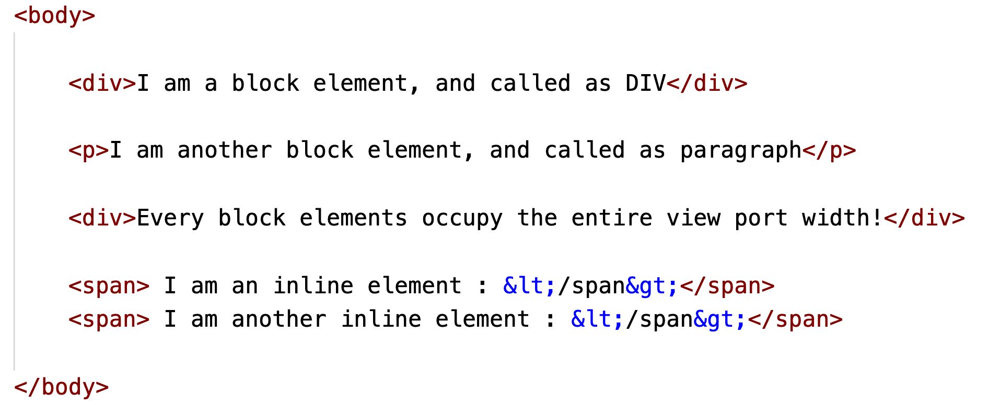 <body>
<div>I am a block element, and called as DIV</div>
<p>I am another block element, and called as paragraph</p>
<div>Every block elements occupy the entire view port width!</div>
<span> I am an inline element : &lt;/span&gt;</span>
<span> I am another inline element : &lt;/span&gt;</span>
</body>